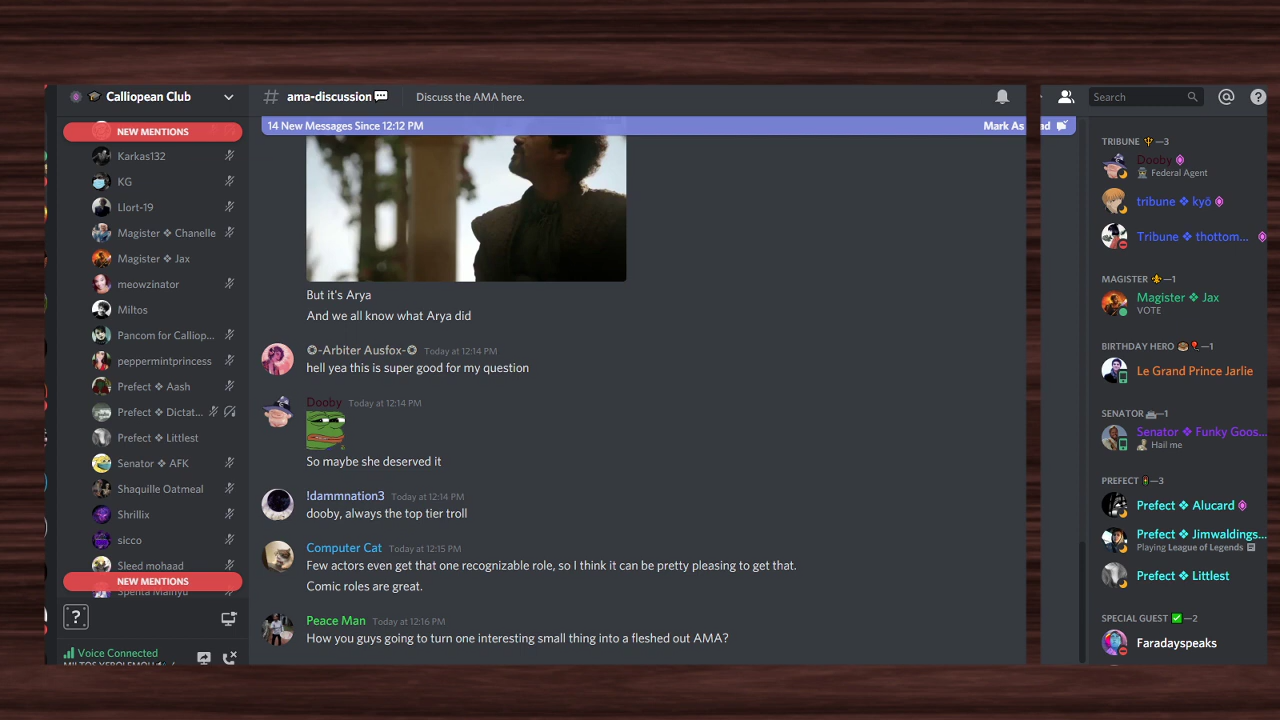 Calliopean Club
NEW MENTIONS
Karkas132
KG
Llort-19
Magister ❖ Chanelle
Magister ❖ Jax
meowzinator
Miltos
Pancom for Calliop...
peppermintprincess
Prefect ❖ Aash
Prefect ❖ Dictat...
Prefect ❖ Littlest
Senator ❖ AFK
Shaquille Oatmeal
Shrillix
sicco
Sleed mohaad
NEW MENTIONS
Spenta Mainyu
?
Voice Connected
# ama-discussion
Discuss the AMA here.
14 New Messages Since 12:12 PM
Mark As
ad
But it's Arya
And we all know what Arya did
✪-Arbiter Ausfox-✪ Today at 12:14 PM
hell yea this is super good for my question
Dooby Today at 12:14 PM
So maybe she deserved it
!dammnation3 Today at 12:14 PM
dooby, always the top tier troll
Computer Cat Today at 12:15 PM
Few actors even get that one recognizable role, so I think it can be pretty pleasing to get that.
Comic roles are great.
Peace Man Today at 12:16 PM
How you guys going to turn one interesting small thing into a fleshed out AMA?
Search
@
?
TRIBUNE 🔱—3
Dooby
Federal Agent
tribune ❖ kyō
Tribune ❖ thottom...
MAGISTER ⚜—1
Magister ❖ Jax
VOTE
BIRTHDAY HERO —1
Le Grand Prince Jarlie
SENATOR —1
Senator ❖ Funky Goos...
Hail me
PREFECT —3
Prefect ❖ Alucard
Prefect ❖ Jimwaldings...
Playing League of Legends
Prefect ❖ Littlest
SPECIAL GUEST ✅—2
Faradayspeaks